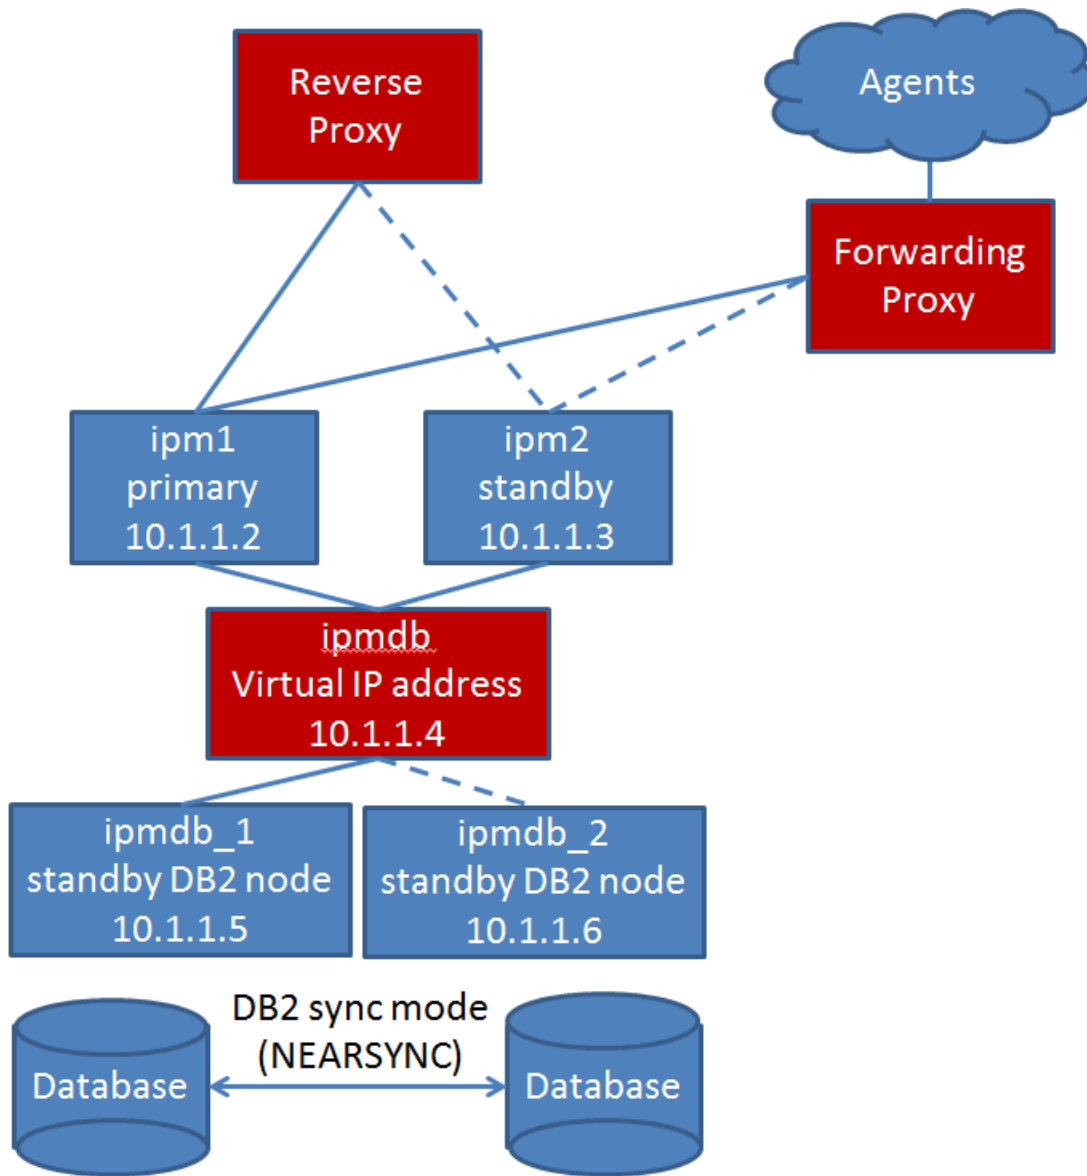 Reverse
Proxy
Agents
Forwarding
Proxy
ipm1
primary
10.1.1.2
ipm2
standby
10.1.1.3
ipmdb
Virtual IP address
10.1.1.4
ipmdb_1
standby DB2 node
10.1.1.5
ipmdb_2
standby DB2 node
10.1.1.6
DB2 sync mode
(NEARSYNC)
Database
Database